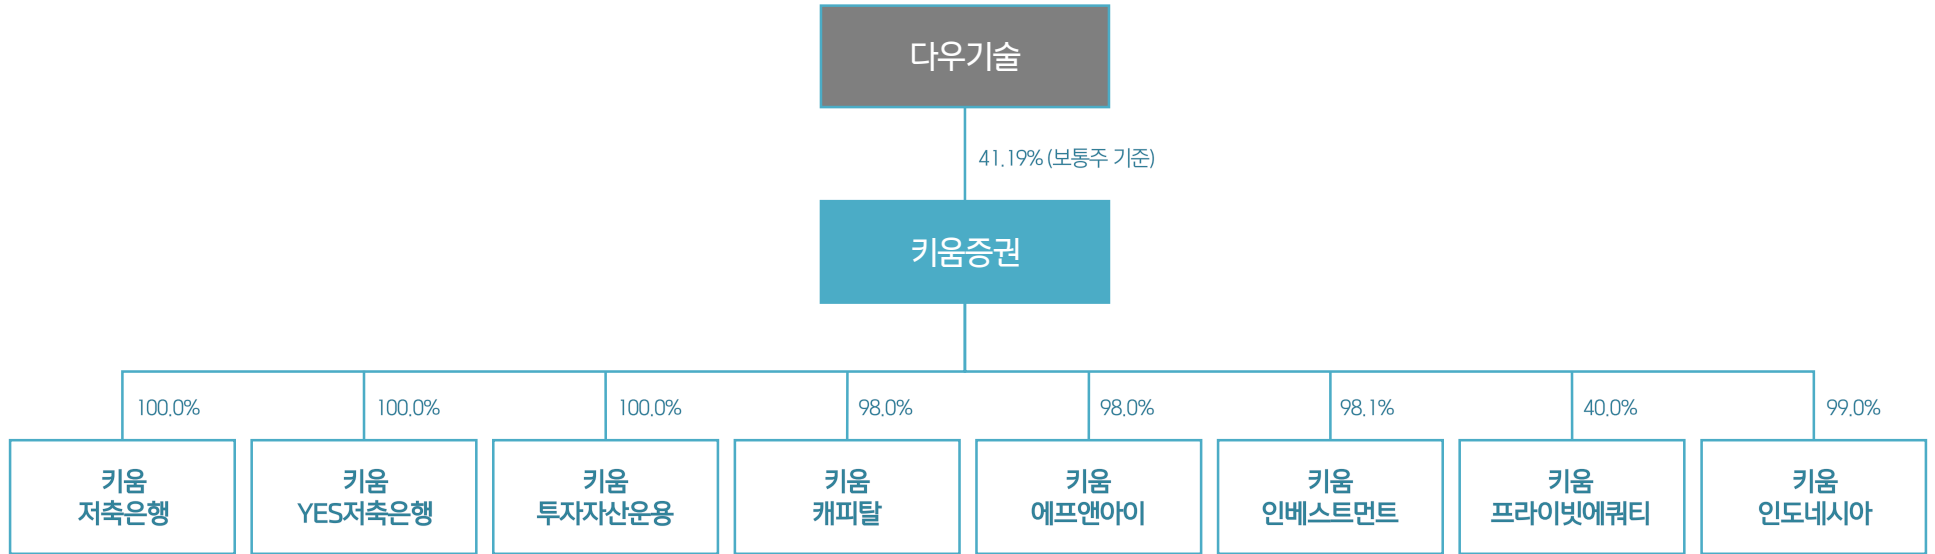 다우기술
41.19% (보통주 기준)
키움증권
100.0%
100.0%
100.0%
98.0%
98.0%
98.1%
40.0%
99.0%
키움
저축은행
키움
YES저축은행
키움
투자자산운용
키움
캐피탈
키움
에프앤아이
키움
인베스트먼트
키움
프라이빗에쿼티
키움
인도네시아